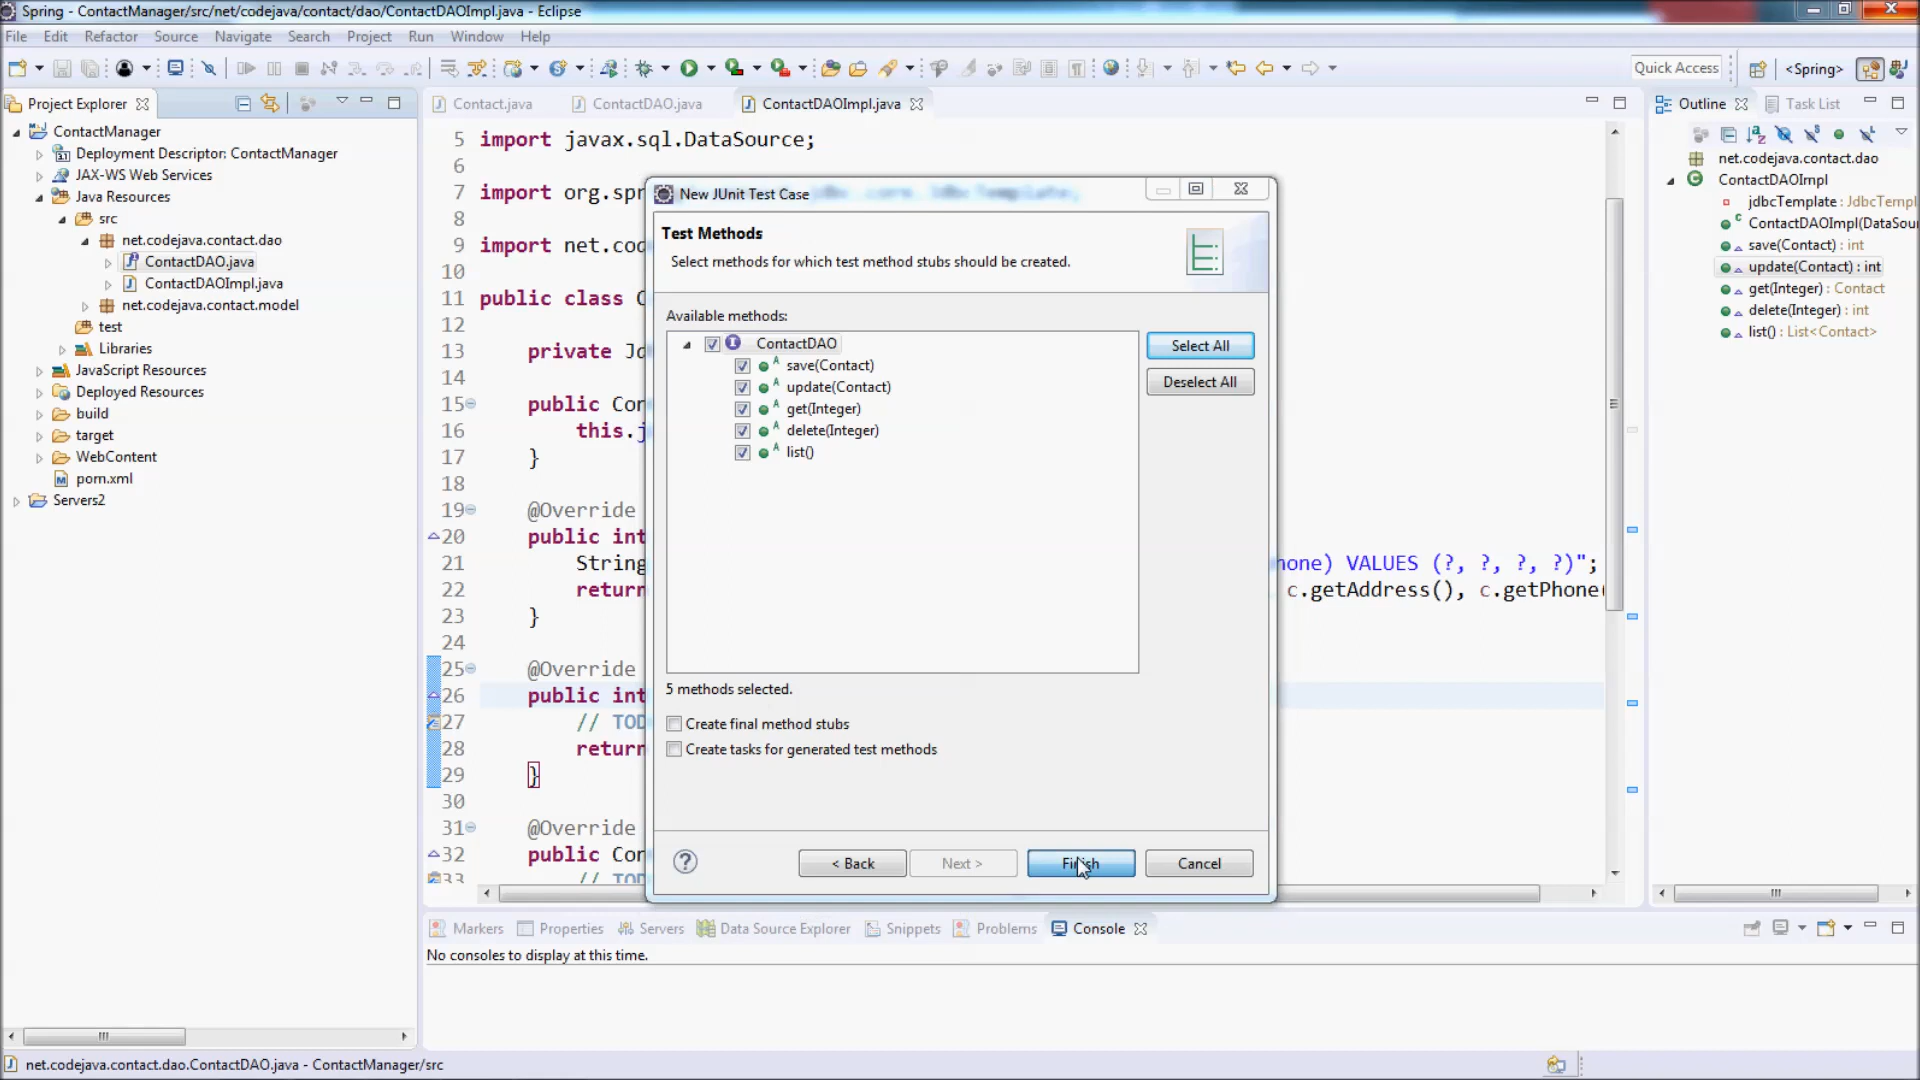 Spring - ContactManager/src/net/codejava/contact/dao/ContactDAOImpl.java - Eclipse
File Edit Refactor Source Navigate Search Project Run Window Help
Quick Access <Spring>
Project Explorer
ContactManager
Deployment Descriptor: ContactManager
JAX-WS Web Services
Java Resources
src
net.codejava.contact.dao
ContactDAO.java
ContactDAOImpl.java
net.codejava.contact.model
test
Libraries
JavaScript Resources
Deployed Resources
build
target
WebContent
pom.xml
Servers2
Contact.java ContactDAO.java ContactDAOImpl.java
5 import javax.sql.DataSource;
6
7 import org.spr
8
9 import net.cod
10
11 public class C
12
13 private Jd
14
15 public Con
16 this.j
17 }
18
19 @Override
20 public int
21 String hone) VALUES (?, ?, ?, ?)";
22 return c.getAddress(), c.getPhone(
23 }
24
25 @Override
26 public int
27 // TOD
28 return
29 }
30
31 @Override
32 public Con
33 // TOD
New JUnit Test Case
Test Methods
Select methods for which test method stubs should be created.
Available methods:
ContactDAO
save(Contact)
update(Contact)
get(Integer)
delete(Integer)
list()
Select All
Deselect All
5 methods selected.
Create final method stubs
Create tasks for generated test methods
< Back Next > Finish Cancel
Outline Task List
net.codejava.contact.dao
ContactDAOImpl
jdbcTemplate : JdbcTempl
ContactDAOImpl(DataSou
save(Contact) : int
update(Contact) : int
get(Integer) : Contact
delete(Integer) : int
list() : List<Contact>
Markers Properties Servers Data Source Explorer Snippets Problems Console
No consoles to display at this time.
net.codejava.contact.dao.ContactDAO.java - ContactManager/src